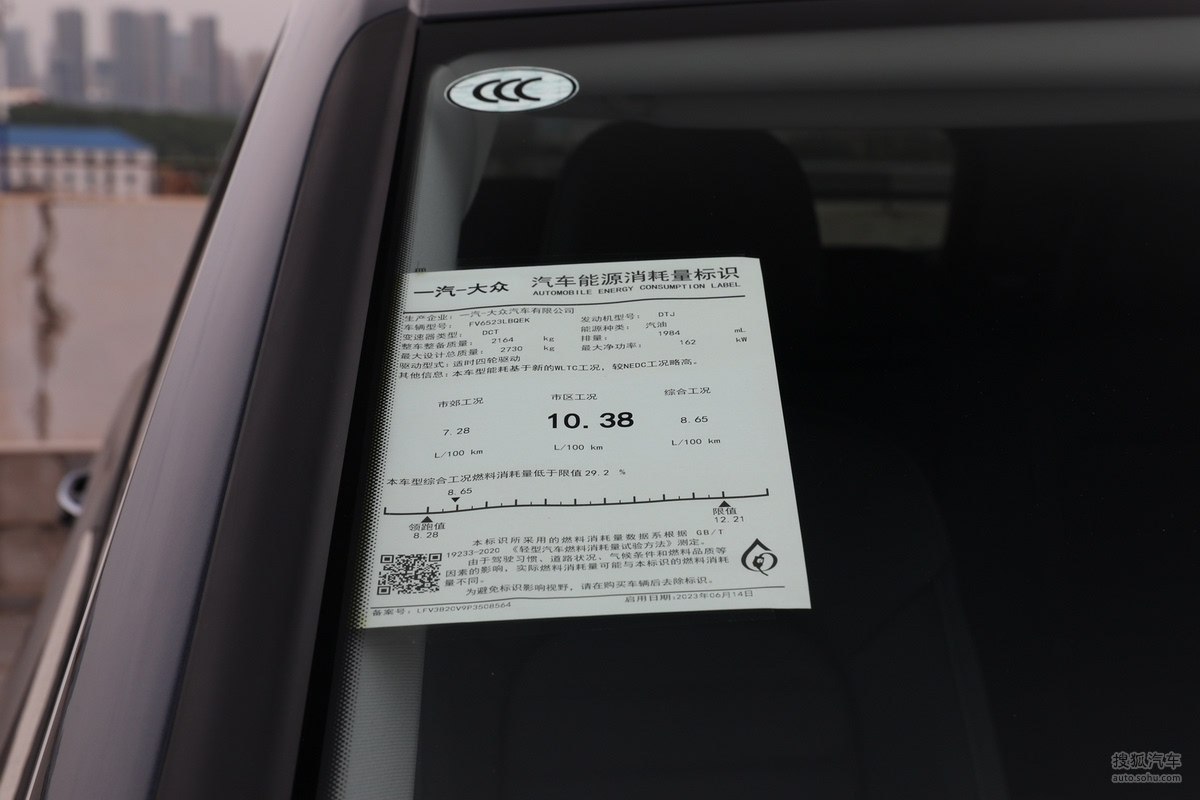 CCC
一汽-大众 汽车能源消耗量标识
AUTOMOBILE ENERGY CONSUMPTION LABEL
生产企业: 一汽-大众汽车有限公司
车辆型号: FV6523LBQEK 发动机型号: DTJ
变速器类型: DCT 能源种类: 汽油
整车整备质量: 2164 kg 排量: 1984 mL
最大设计总质量: 2730 kg 最大净功率: 162 kW
驱动型式: 适时四轮驱动
其他信息: 本车型能耗基于新的WLTC工况，较NEDC工况略高。
市郊工况 市区工况 综合工况
7.28 10.38 8.65
L/100 km L/100 km L/100 km
本车型综合工况燃料消耗量低于限值29.2 %
8.65
领跑值 限值
8.28 12.21
本标识所采用的燃料消耗量数据系根据 GB/T
19233-2020 《轻型汽车燃料消耗量试验方法》测定。
由于驾驶习惯、道路状况、气候条件和燃料品质等
因素的影响，实际燃料消耗量可能与本标识的燃料消耗
量不同。
为避免标识影响视野，请在购买车辆后去除标识。
备案号: LFV3B2CV9P3508564 启用日期:2023年06月14日
搜狐汽车
auto.sohu.com